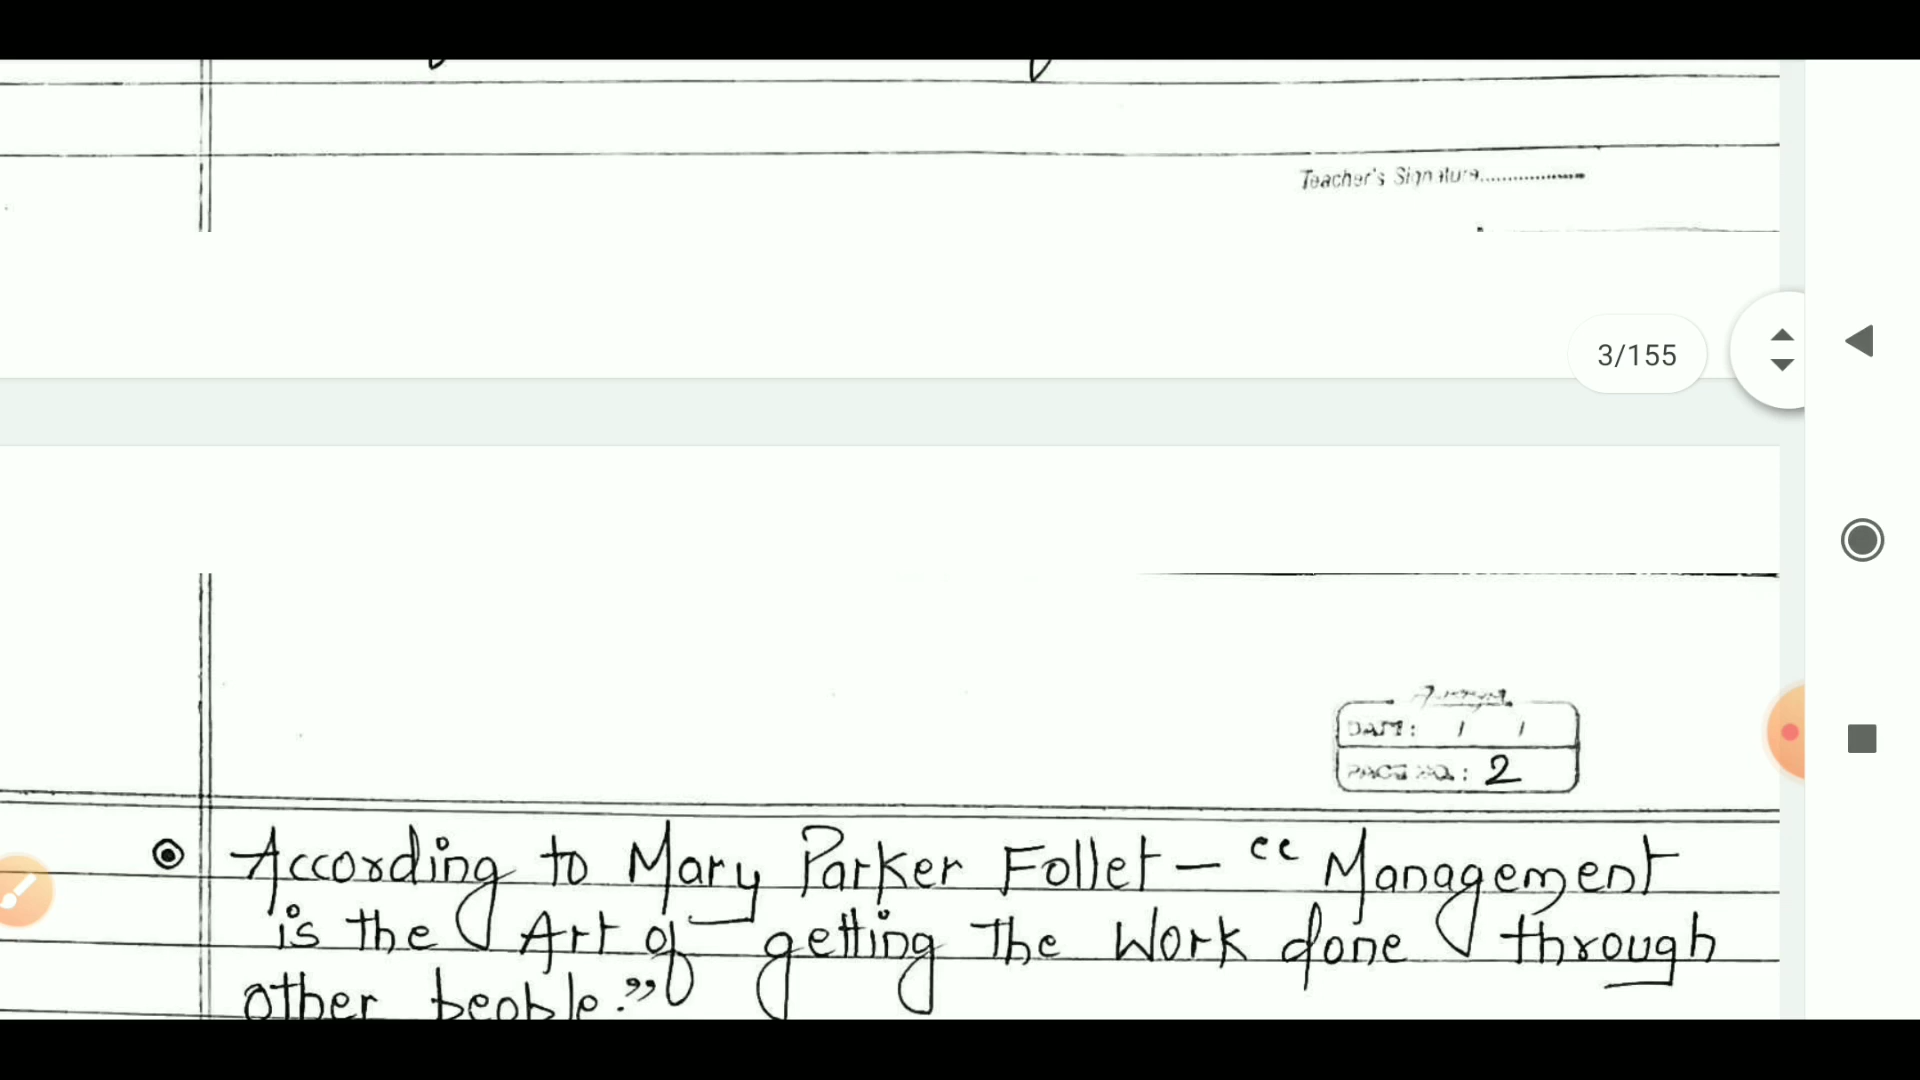 Teacher's Signature..................
3/155
DATE: / /
PAGE NO.: 2
According to Mary Parker Follet – “Management
is the Art of getting the Work done through
other people.”